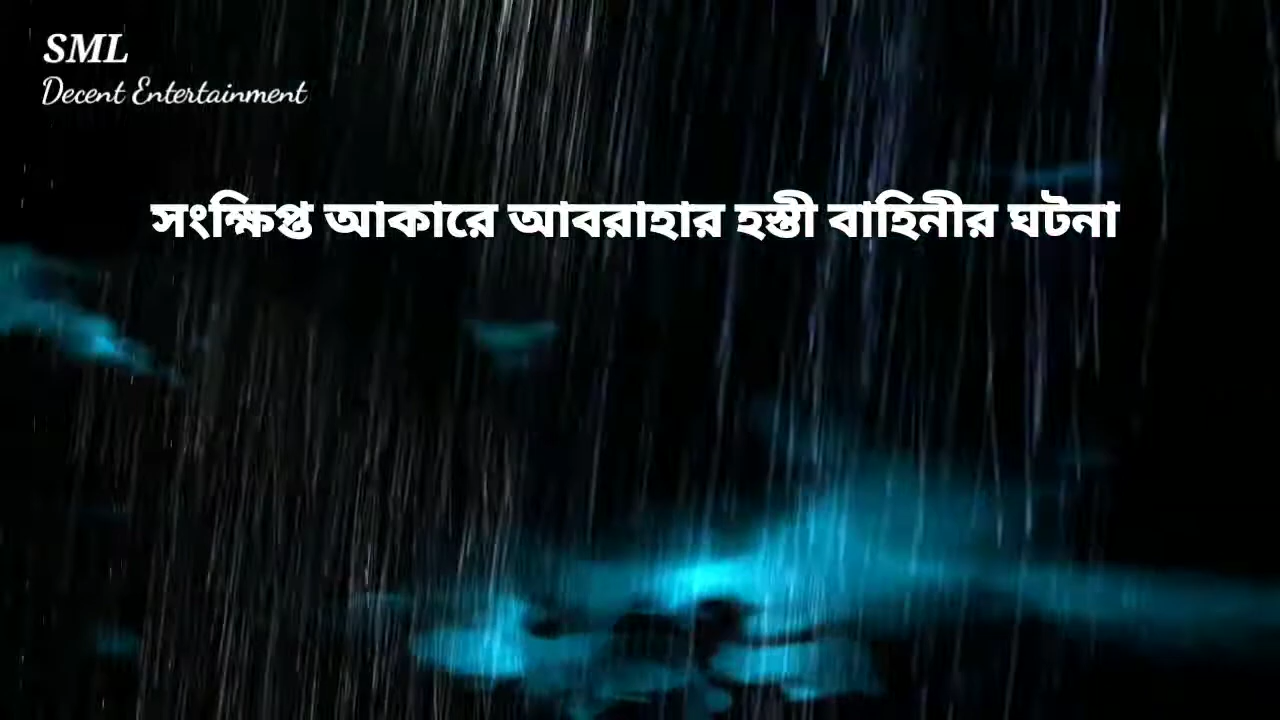 SML
Decent Entertainment
সংক্ষিপ্ত আকারে আবরাহার হস্তী বাহিনীর ঘটনা